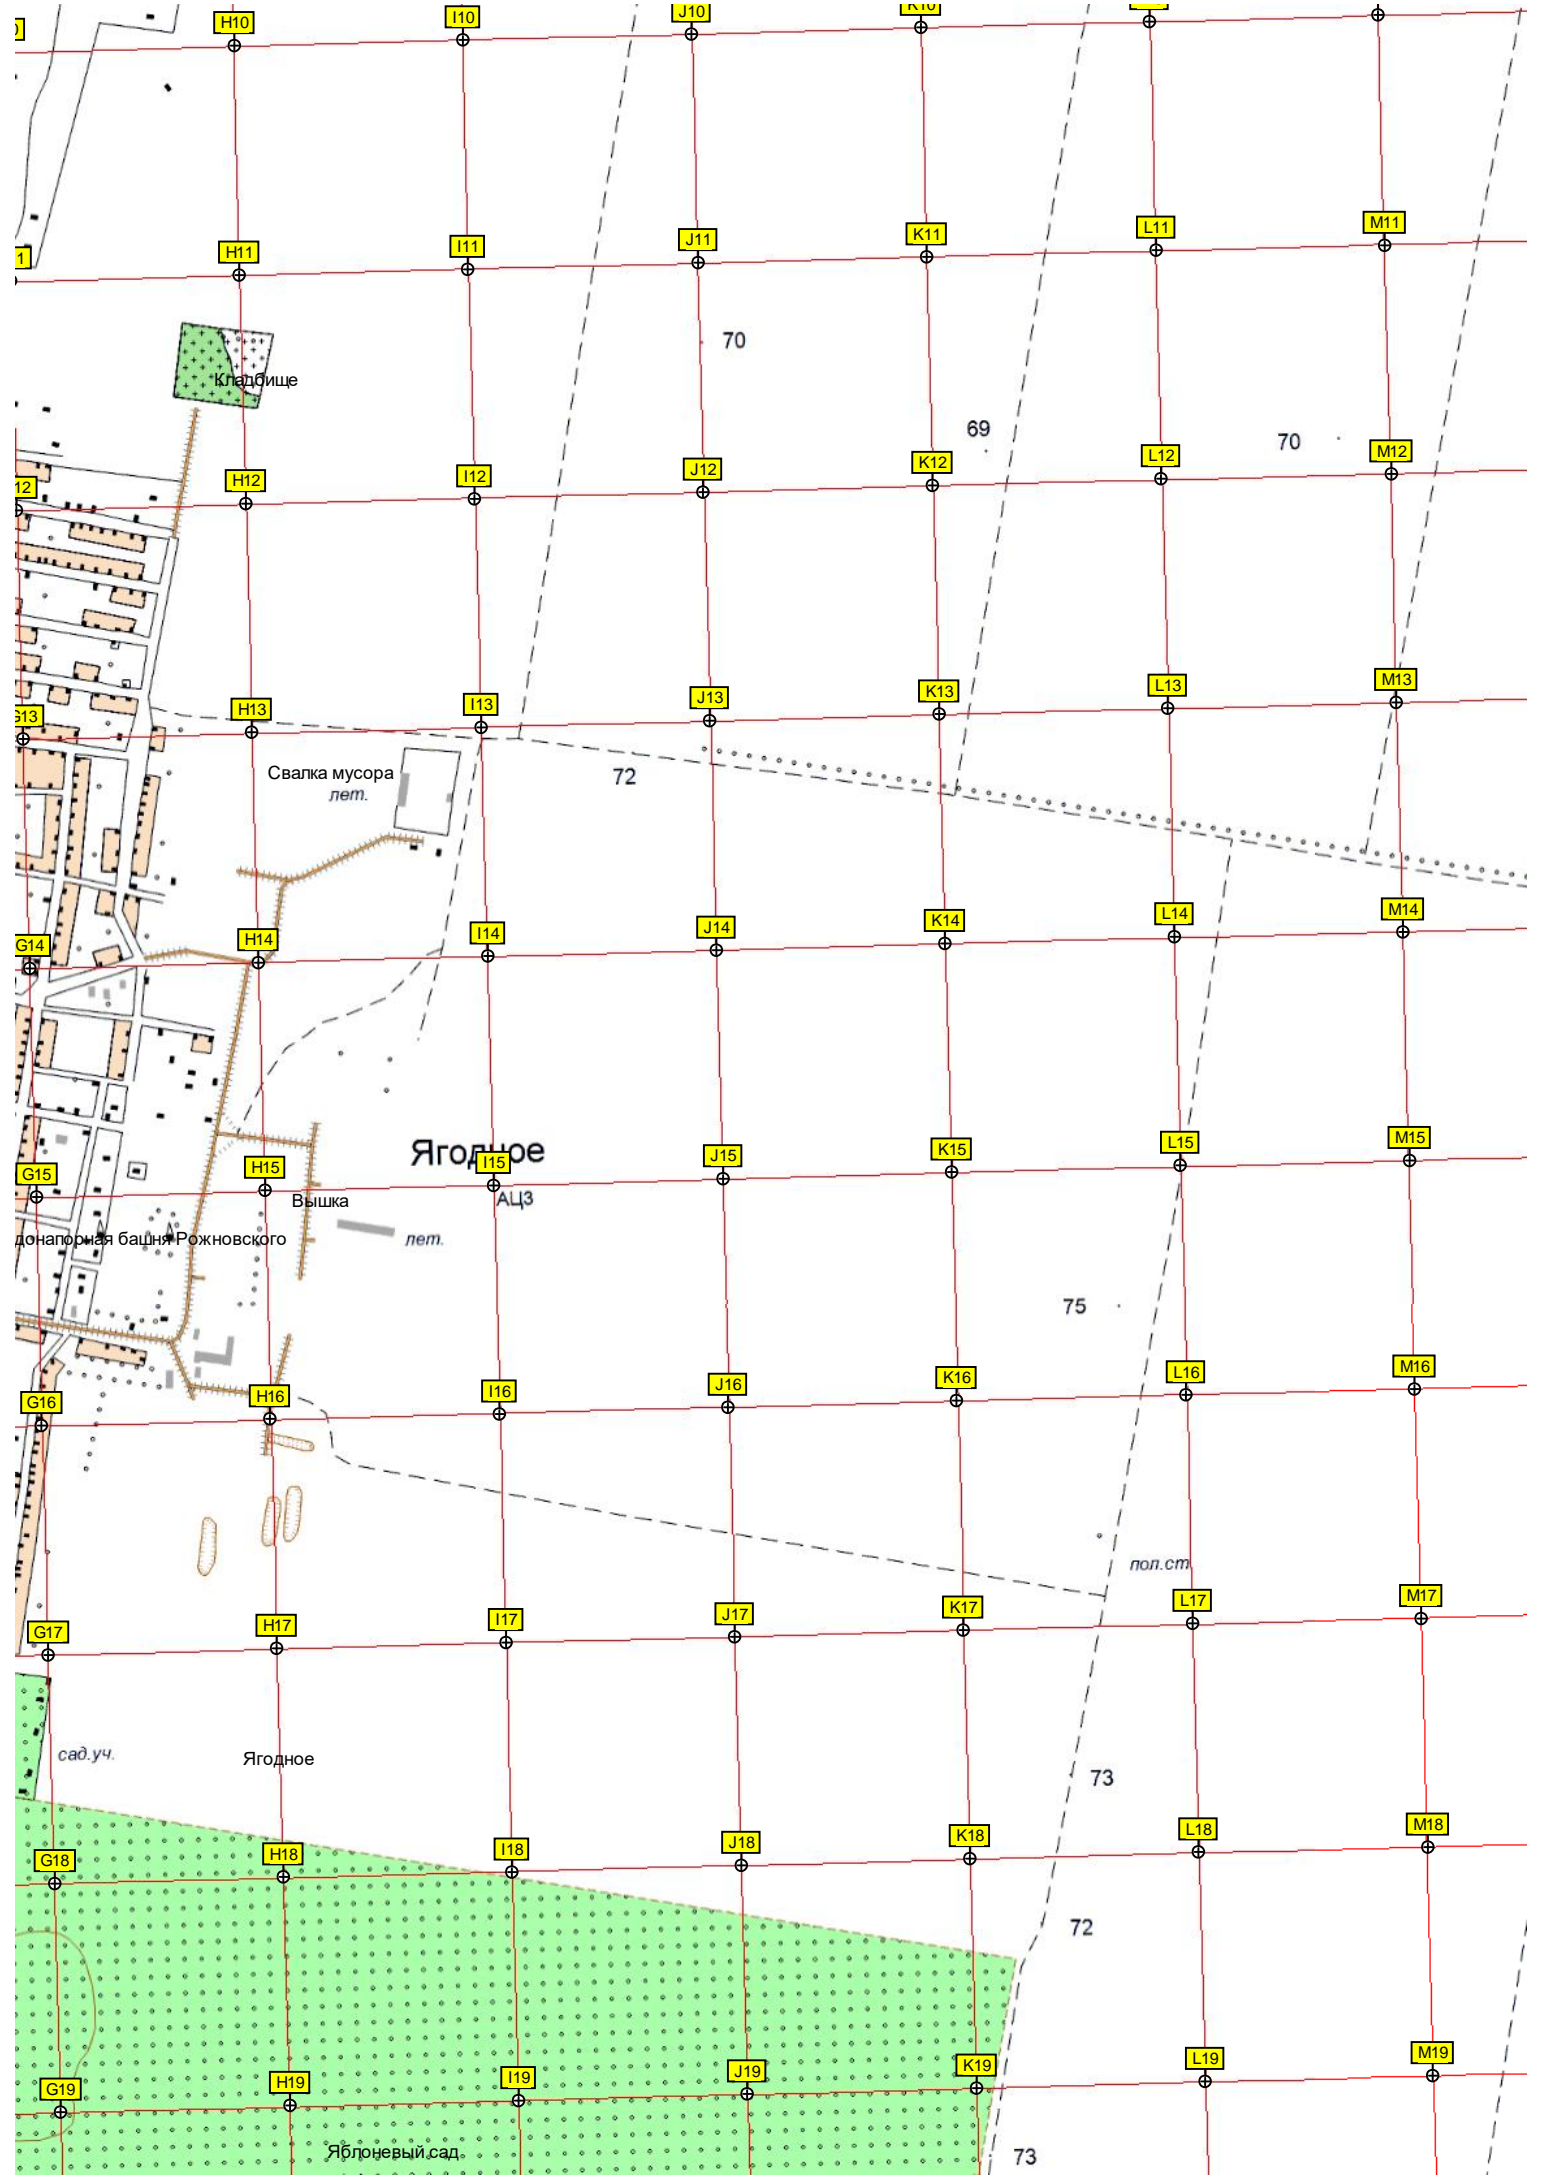 H10 I10 J10 K10
H11 I11 J11 K11 L11 M11
70
Кладбище
69 70
12 H12 I12 J12 K12 L12 M12
G13 H13 I13 J13 K13 L13 M13
Свалка мусора
лет.
72
G14 H14 I14 J14 K14 L14 M14
Ягодное
G15 H15 I15 J15 K15 L15 M15
АЦЗ
Вышка
донапорная башня Рожновского
лет.
75
G16 H16 I16 J16 K16 L16 M16
пол.ст.
G17 H17 I17 J17 K17 L17 M17
сад.уч.
Ягодное
73
G18 H18 I18 J18 K18 L18 M18
72
G19 H19 I19 J19 K19 L19 M19
Яблоневый сад
73